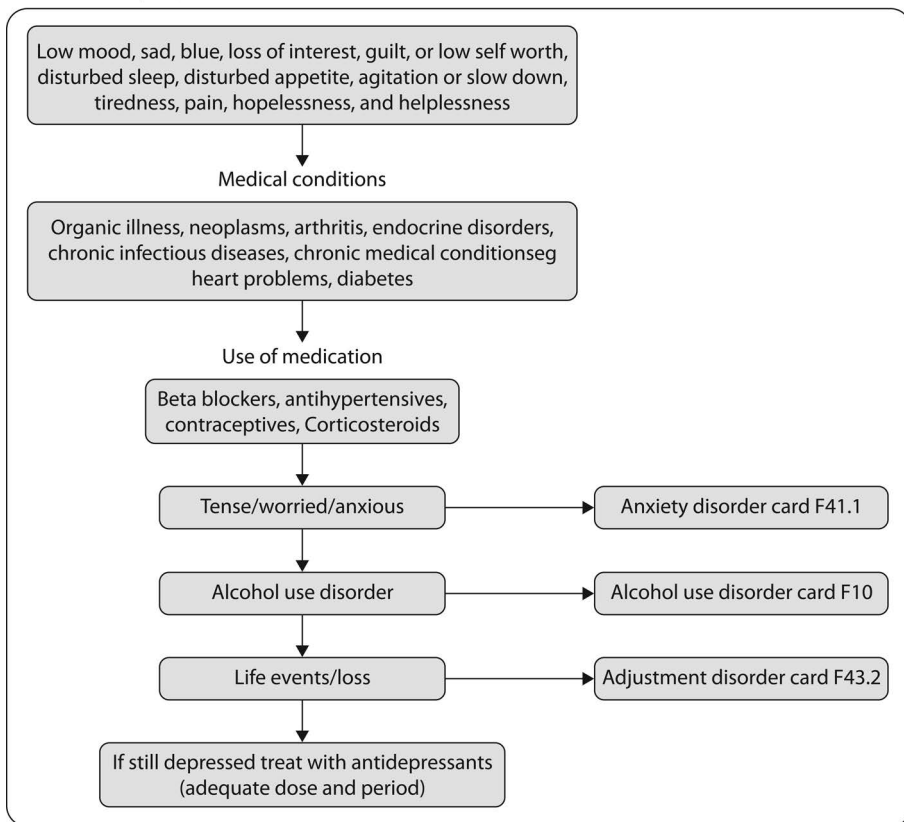 Low mood, sad, blue, loss of interest, guilt, or low self worth,
disturbed sleep, disturbed appetite, agitation or slow down,
tiredness, pain, hopelessness, and helplessness
Medical conditions
Organic illness, neoplasms, arthritis, endocrine disorders,
chronic infectious diseases, chronic medical conditionseg
heart problems, diabetes
Use of medication
Beta blockers, antihypertensives,
contraceptives, Corticosteroids
Tense/worried/anxious
Anxiety disorder card F41.1
Alcohol use disorder
Alcohol use disorder card F10
Life events/loss
Adjustment disorder card F43.2
If still depressed treat with antidepressants
(adequate dose and period)